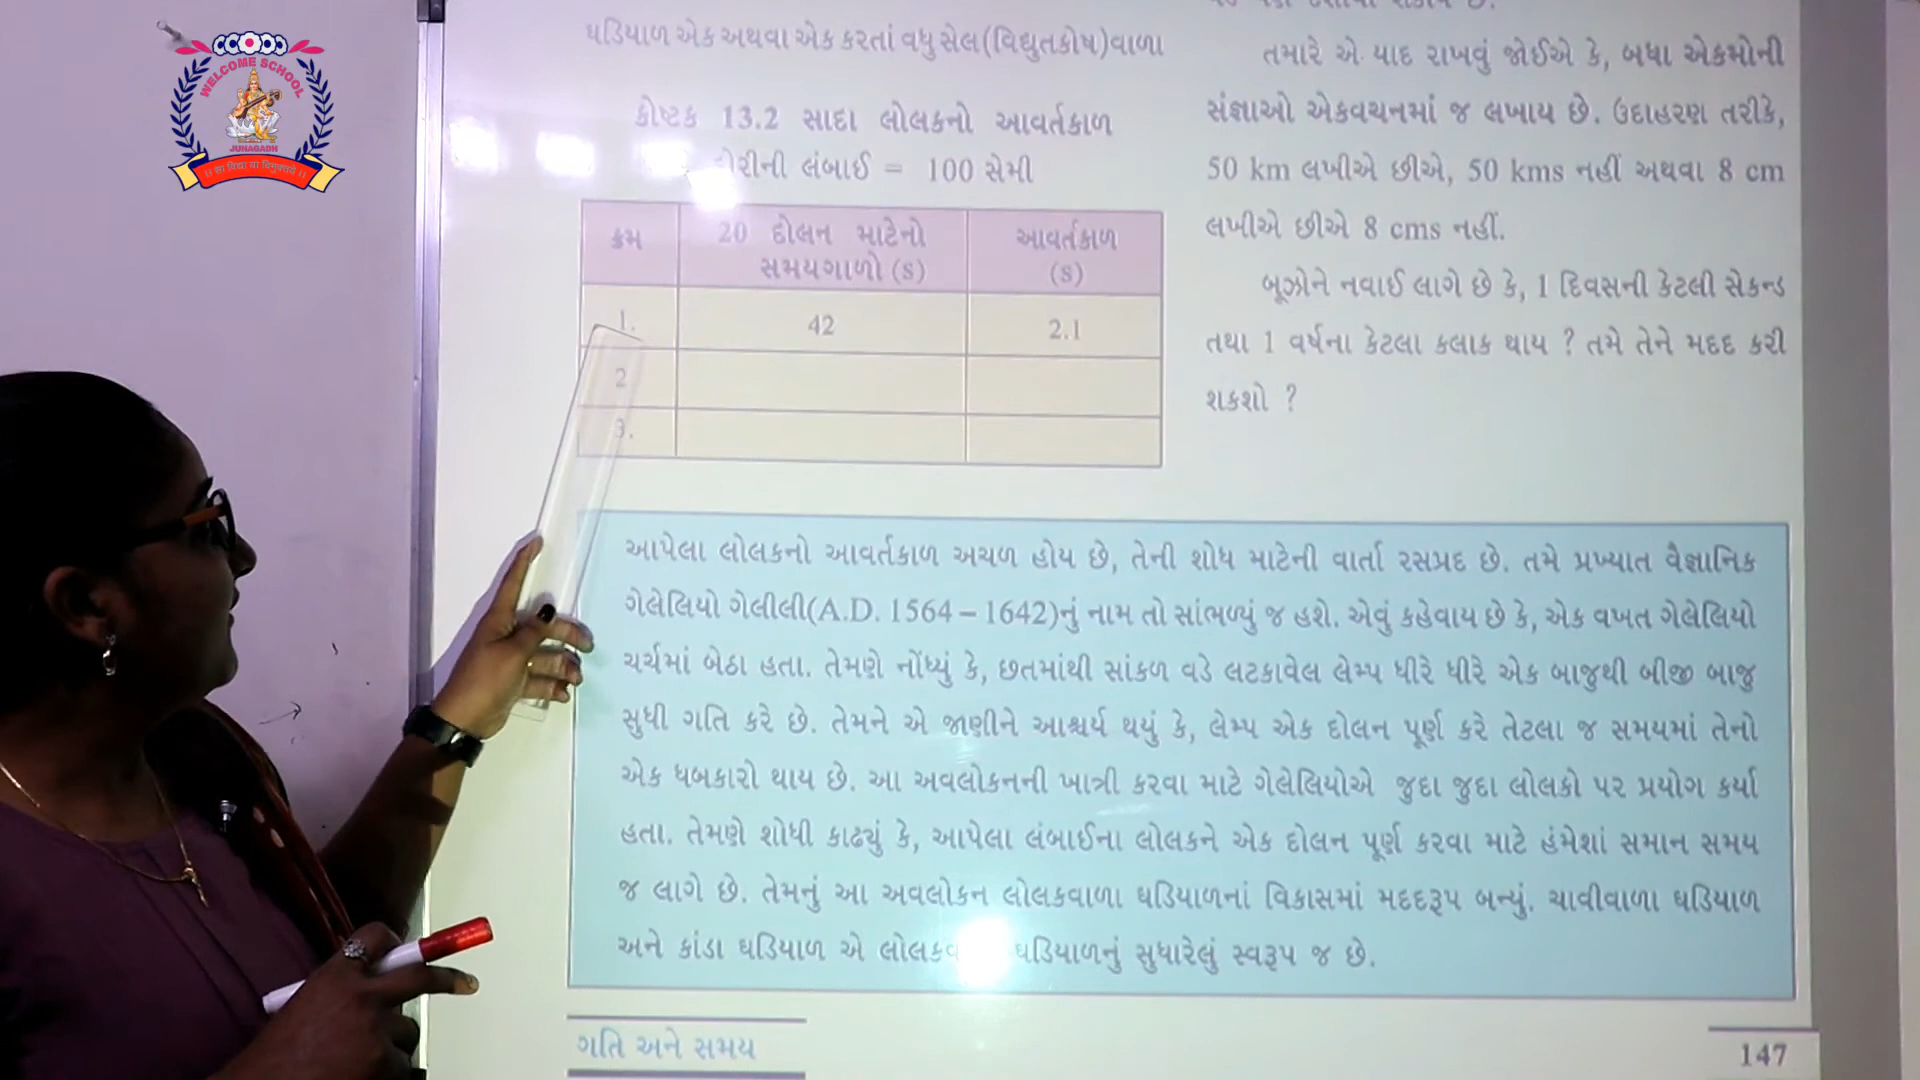 WELCOME SCHOOL
JUNAGADH
।। सा विद्या या विमुक्तये ।।
ઘડિયાળ એક અથવા એક કરતાં વધુ સેલ(વિદ્યુતકોષ)વાળા
કોષ્ટક 13.2 સાદા લોલકનો આવર્તકાળ
લંબાઈ = 100 સેમી
ક્રમ 20 દોલન માટેનો સમયગાળો (s) આવર્તકાળ (s)
1. 42 2.1
2
3.
તમારે એ યાદ રાખવું જોઈએ કે, બધા એકમોની
સંજ્ઞાઓ એકવચનમાં જ લખાય છે. ઉદાહરણ તરીકે,
50 km લખીએ છીએ, 50 kms નહીં અથવા 8 cm
લખીએ છીએ 8 cms નહીં.
બૂઝોને નવાઈ લાગે છે કે, 1 દિવસની કેટલી સેકન્ડ
તથા 1 વર્ષના કેટલા કલાક થાય ? તમે તેને મદદ કરી
શકશો ?
આપેલા લોલકનો આવર્તકાળ અચળ હોય છે, તેની શોધ માટેની વાર્તા રસપ્રદ છે. તમે પ્રખ્યાત વૈજ્ઞાનિક
ગેલેલિયો ગેલીલી(A.D. 1564 – 1642)નું નામ તો સાંભળ્યું જ હશે. એવું કહેવાય છે કે, એક વખત ગેલેલિયો
ચર્ચમાં બેઠા હતા. તેમણે નોંધ્યું કે, છતમાંથી સાંકળ વડે લટકાવેલ લેમ્પ ધીરે ધીરે એક બાજુથી બીજી બાજુ
સુધી ગતિ કરે છે. તેમને એ જાણીને આશ્ચર્ય થયું કે, લેમ્પ એક દોલન પૂર્ણ કરે તેટલા જ સમયમાં તેનો
એક ધબકારો થાય છે. આ અવલોકનની ખાત્રી કરવા માટે ગેલેલિયોએ જુદા જુદા લોલકો પર પ્રયોગ કર્યા
હતા. તેમણે શોધી કાઢ્યું કે, આપેલા લંબાઈના લોલકને એક દોલન પૂર્ણ કરવા માટે હંમેશાં સમાન સમય
જ લાગે છે. તેમનું આ અવલોકન લોલકવાળા ઘડિયાળનાં વિકાસમાં મદદરૂપ બન્યું. ચાવીવાળા ઘડિયાળ
અને કાંડા ઘડિયાળ એ ઘડિયાળનું સુધારેલું સ્વરૂપ જ છે.
ગતિ અને સમય
147